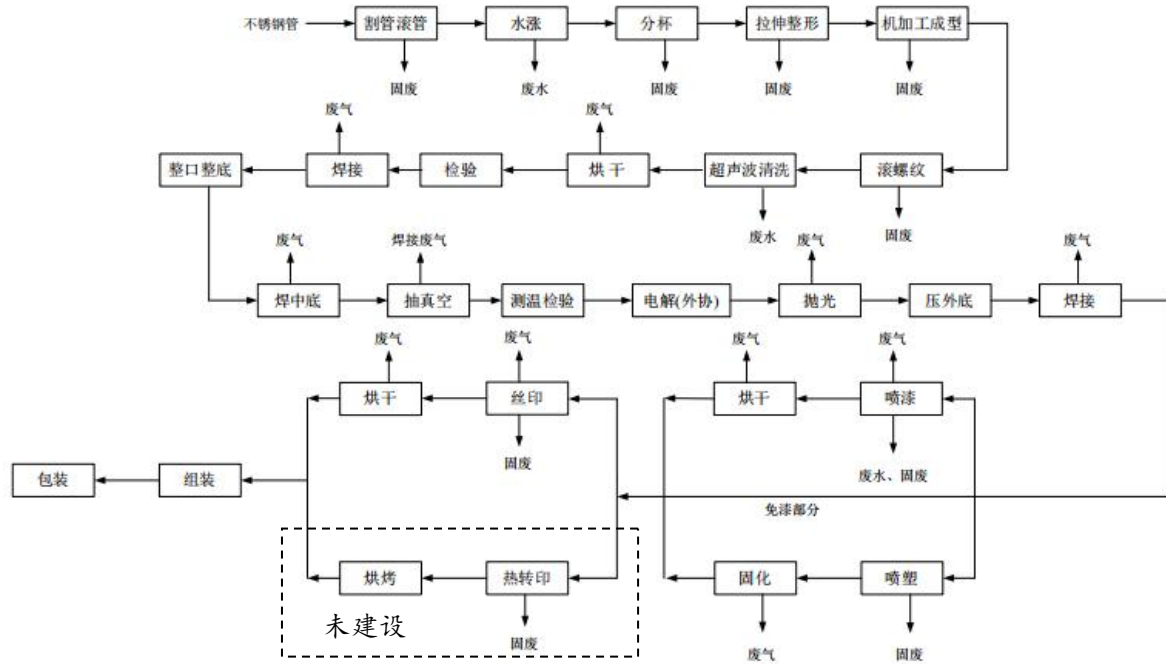 不锈钢管
割管滚管
水涨
分杯
拉伸整形
机加工成型
固废
废水
固废
固废
固废
废气
废气
整口整底
焊接
检验
烘干
超声波清洗
滚螺纹
废水
固废
废气
焊接废气
废气
废气
焊中底
抽真空
测温检验
电解(外协)
抛光
压外底
焊接
废气
废气
废气
废气
烘干
丝印
烘干
喷漆
固废
废水、固废
包装
组装
免漆部分
烘烤
热转印
固化
喷塑
未建设
固废
废气
固废